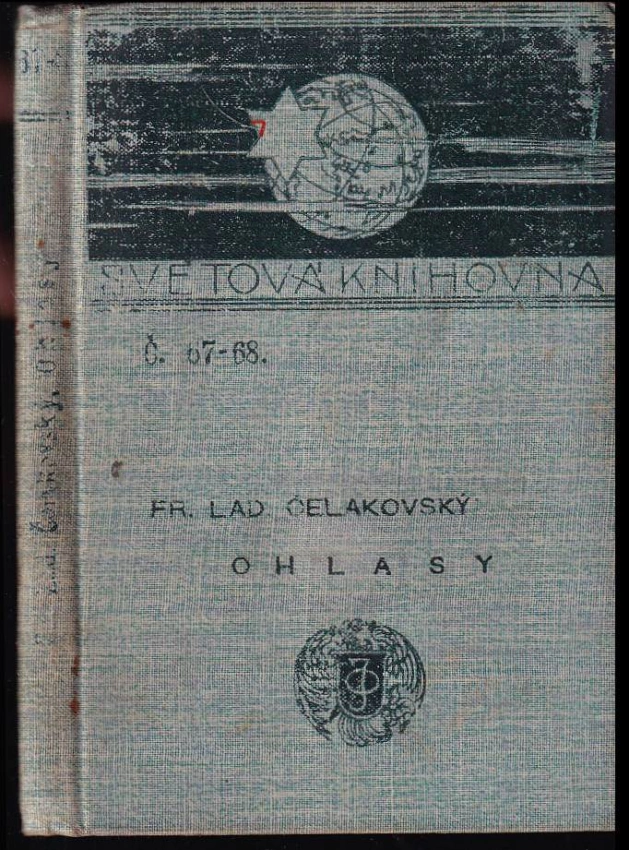 SVĚTOVÁ KNIHOVNA
Č. 67-68.
FR. LAD ČELAKOVSKÝ
OHLASY